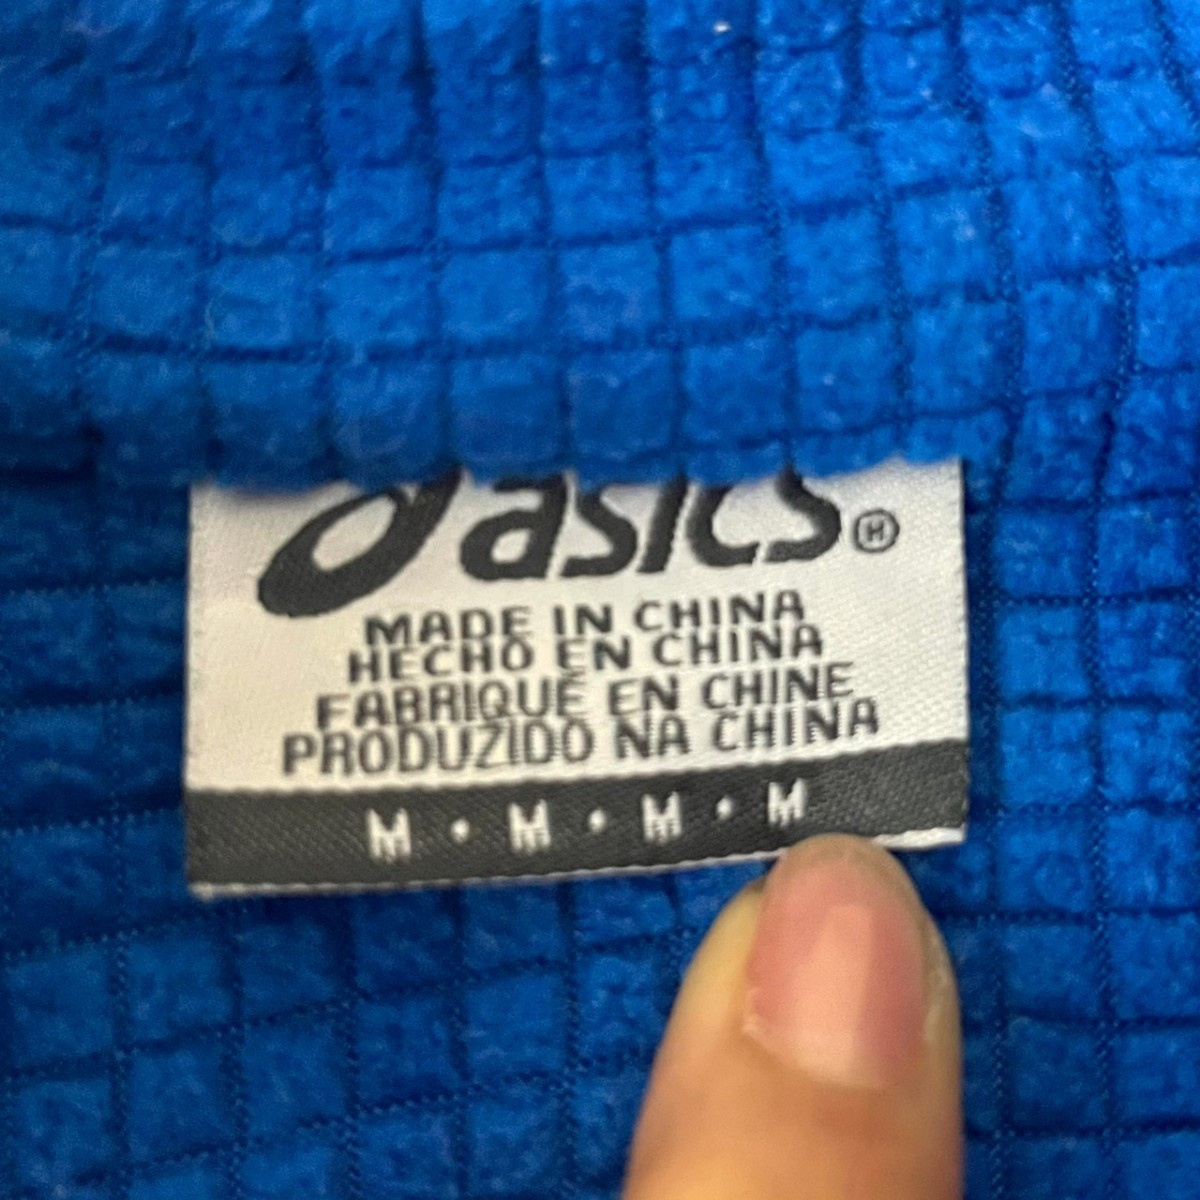 asics®
MADE IN CHINA
HECHO EN CHINA
FABRIQUÉ EN CHINE
PRODUZIDO NA CHINA
M • M • M • M